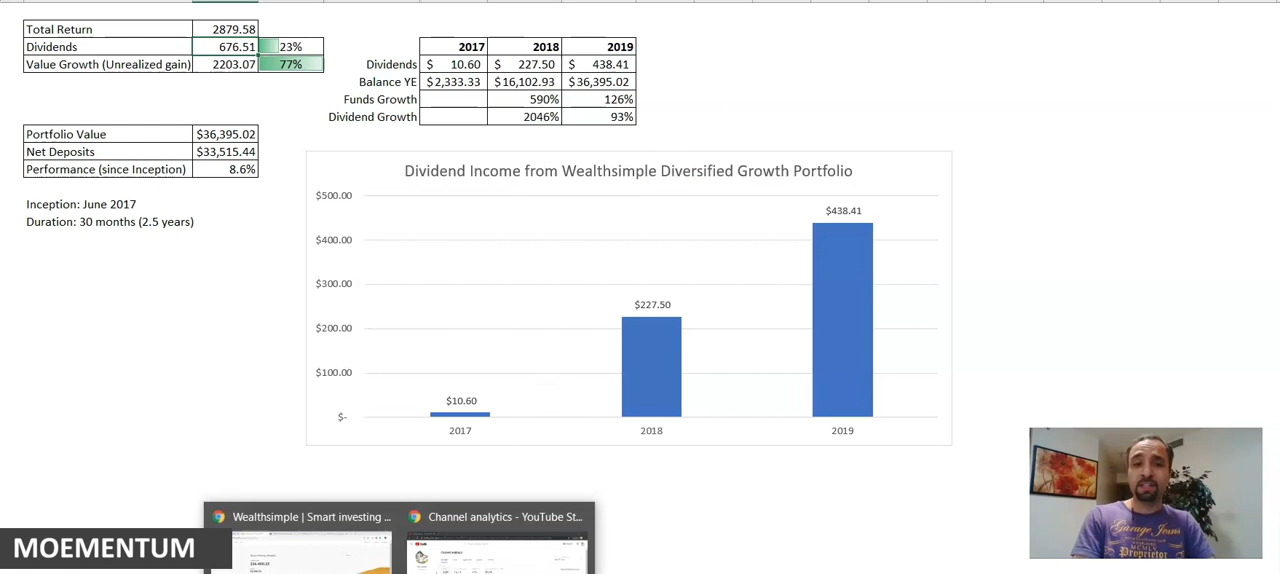 Total Return 2879.58
Dividends 676.51 23%
Value Growth (Unrealized gain) 2203.07 77%
2017 2018 2019
Dividends $ 10.60 $ 227.50 $ 438.41
Balance YE $2,333.33 $16,102.93 $36,395.02
Funds Growth 590% 126%
Dividend Growth 2046% 93%
Portfolio Value $36,395.02
Net Deposits $33,515.44
Performance (since Inception) 8.6%
Inception: June 2017
Duration: 30 months (2.5 years)
Dividend Income from Wealthsimple Diversified Growth Portfolio
$500.00
$400.00
$300.00
$200.00
$100.00
$-
$10.60
$227.50
$438.41
2017 2018 2019
Wealthsimple | Smart investing ...
Channel analytics - YouTube St...
MOEMENTUM
Garage, Joins
Proprietor